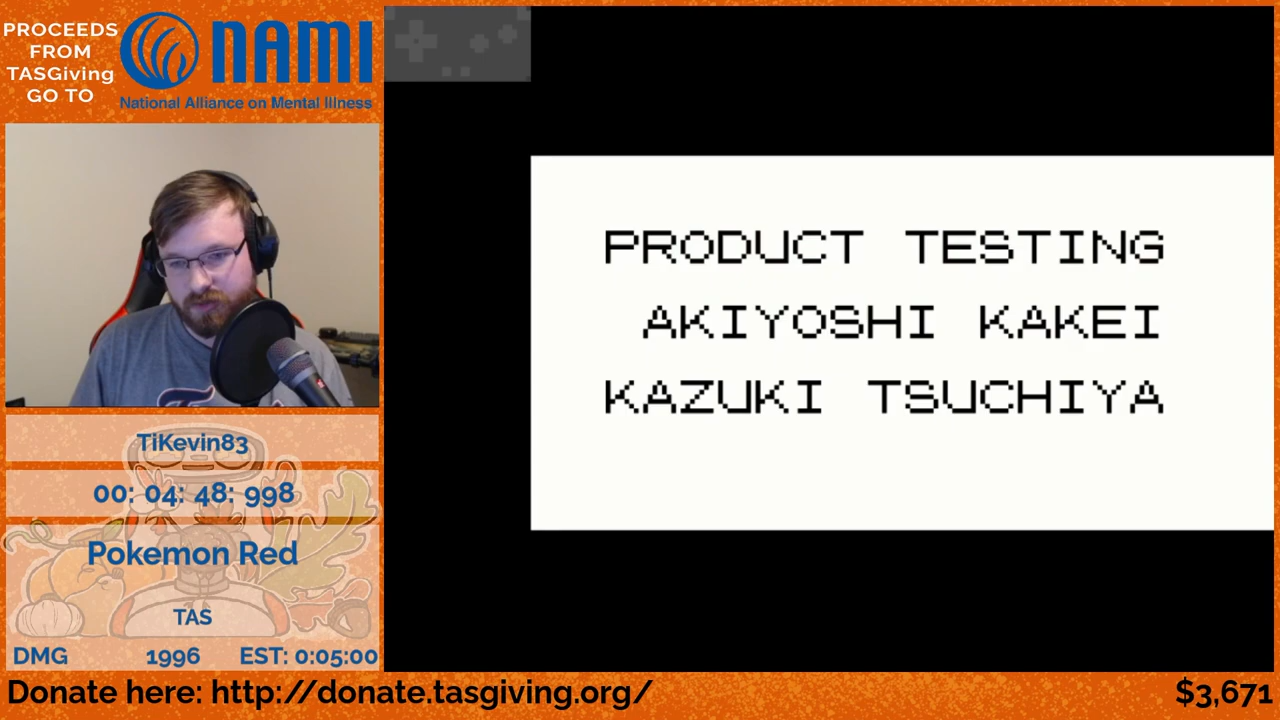 PROCEEDS
FROM
TASGiving
GO TO
NAMI
National Alliance on Mental Illness
PRODUCT TESTING
AKIYOSHI KAKEI
KAZUKI TSUCHIYA
TiKevin83
00: 04: 48: 998
Pokemon Red
TAS
DMG 1996 EST: 0:05:00
Donate here: http://donate.tasgiving.org/ $3,671